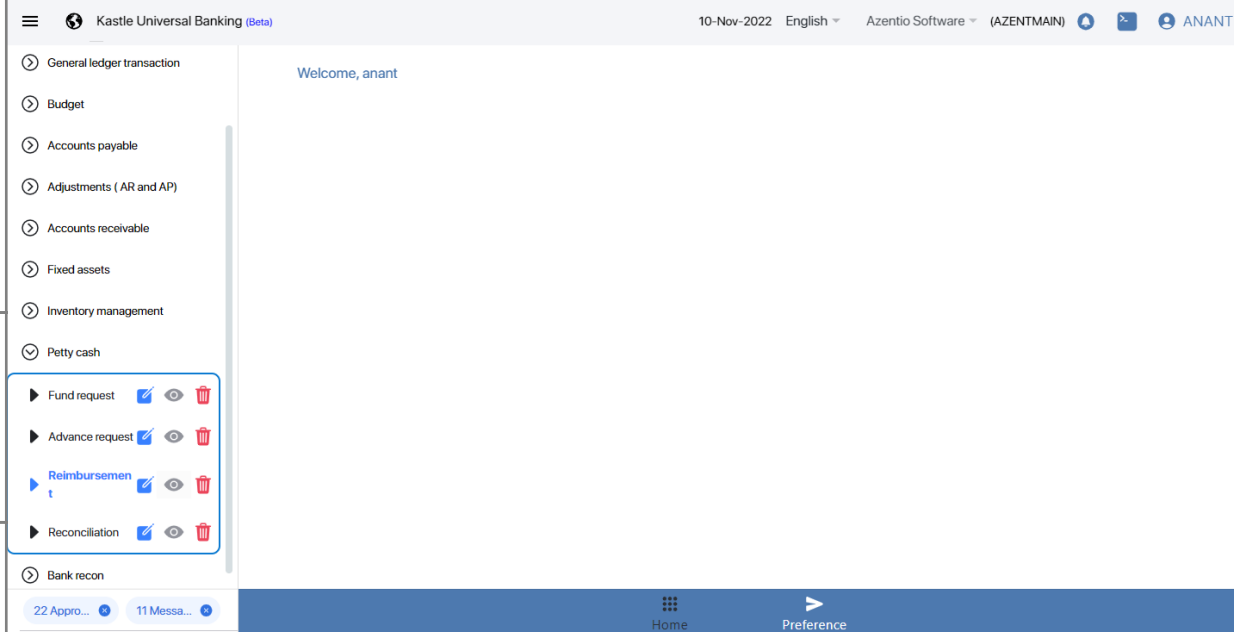 Kastle Universal Banking (Beta)
10-Nov-2022 English Azentio Software (AZENTMAIN) ANANT
General ledger transaction
Welcome, anant
Budget
Accounts payable
Adjustments ( AR and AP)
Accounts receivable
Fixed assets
Inventory management
Petty cash
Fund request
Advance request
Reimbursemen
t
Reconciliation
Bank recon
22 Appro... 11 Messa...
Home Preference